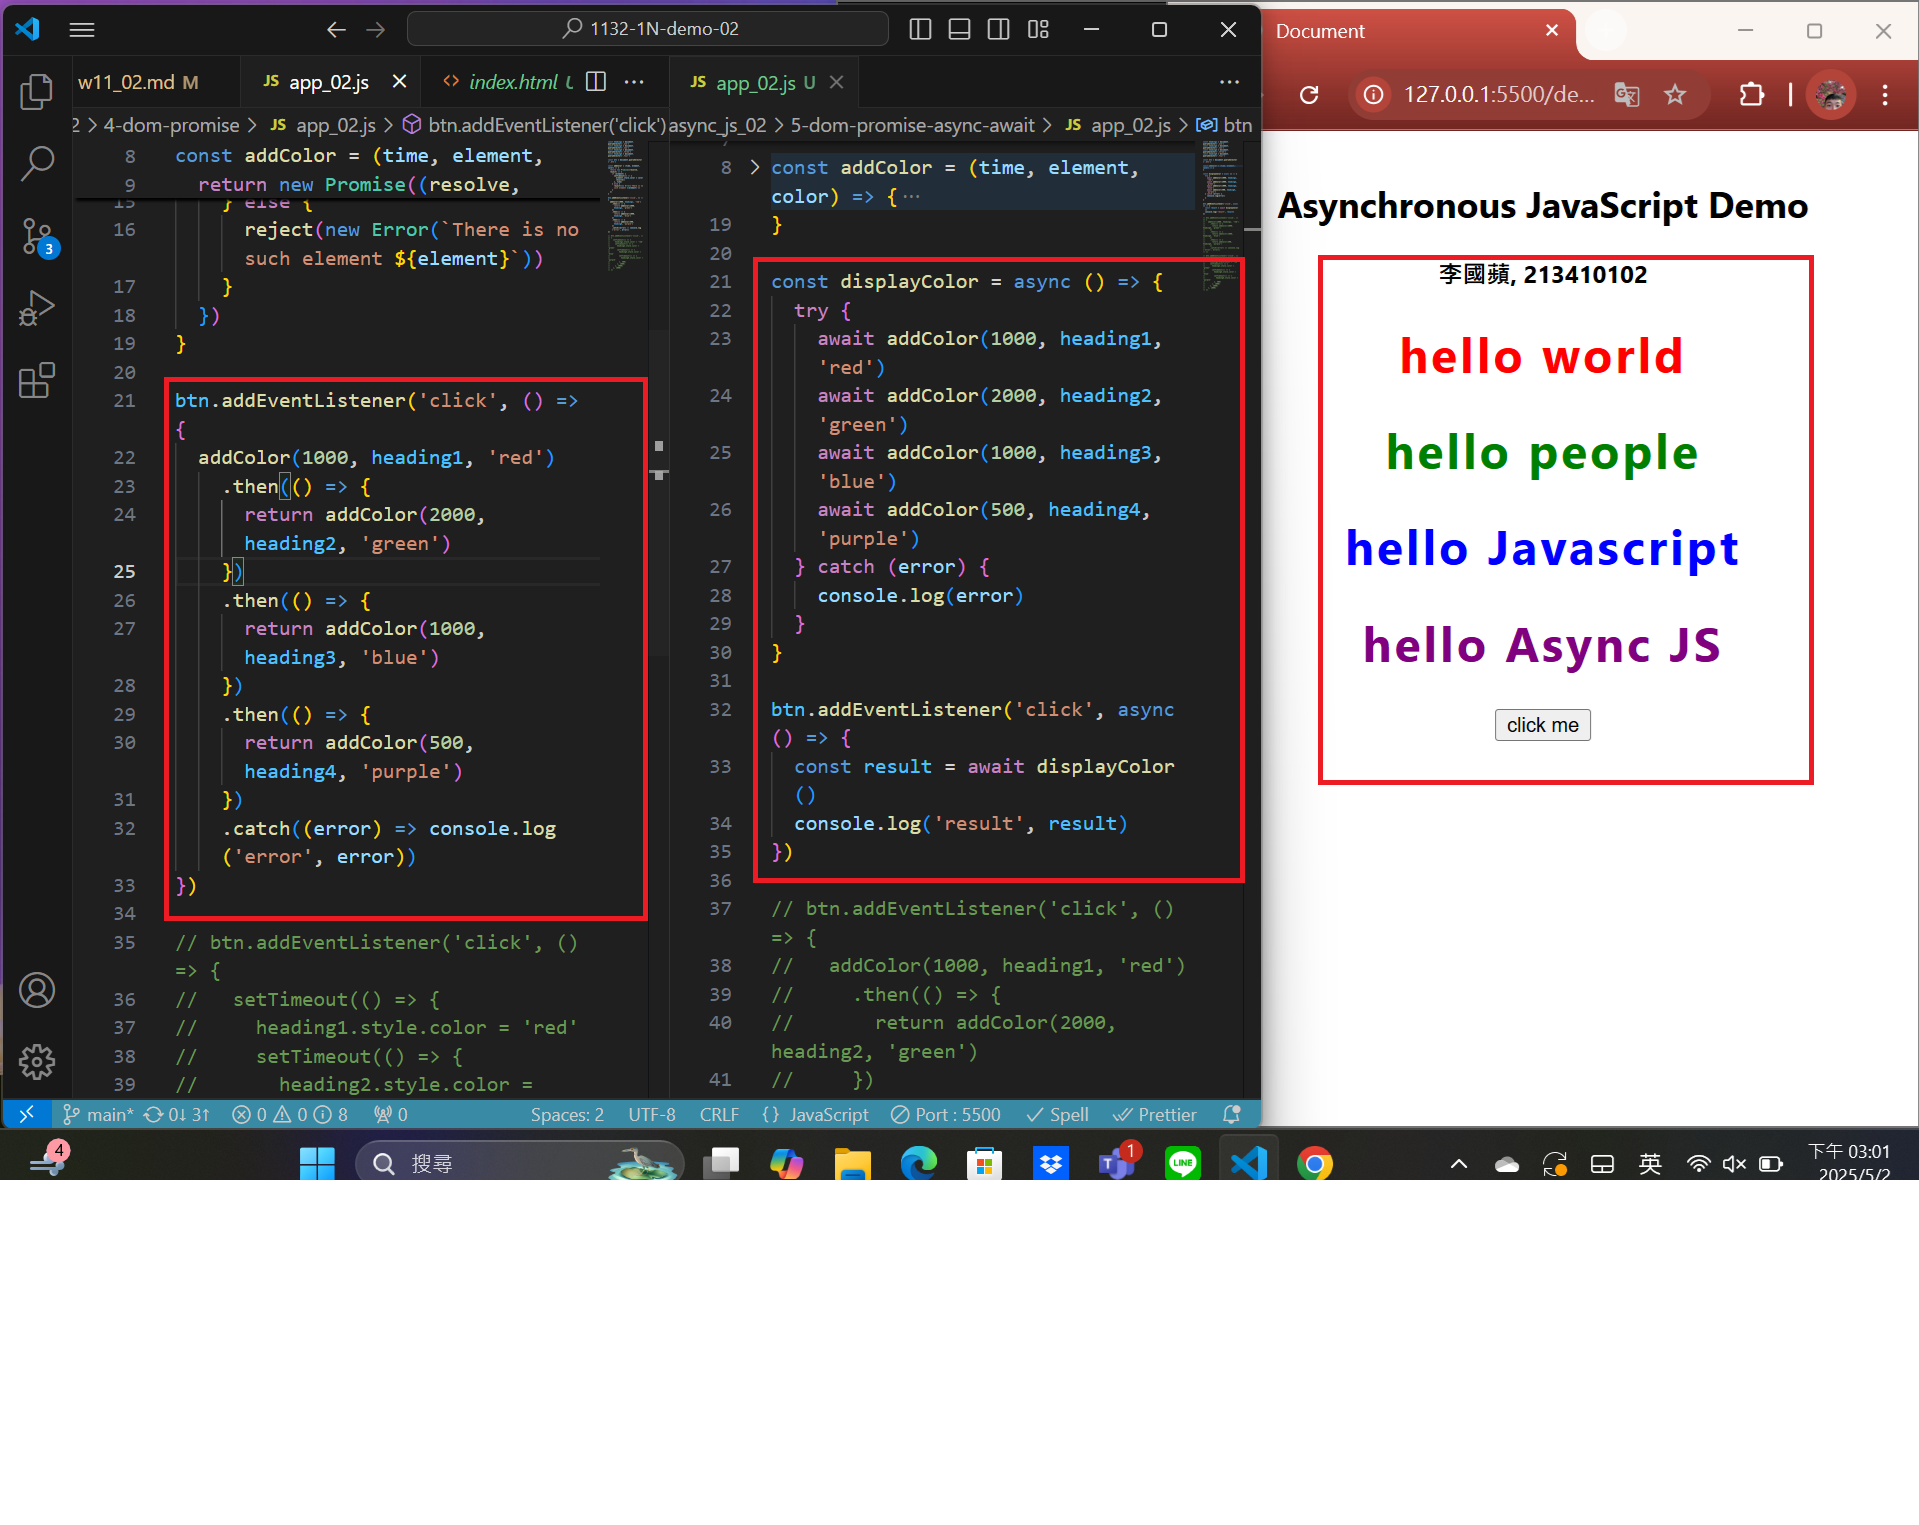 1132-1N-demo-02
w11_02.md M
JS app_02.js
<> index.html U
2 > 4-dom-promise > JS app_02.js > btn.addEventListener('click')
8 const addColor = (time, element,
9 return new Promise((resolve,
15 } else {
16 reject(new Error(`There is no
such element ${element}`))
17 }
18 })
19 }
20
21 btn.addEventListener('click', () =>
{
22 addColor(1000, heading1, 'red')
23 .then(() => {
24 return addColor(2000,
heading2, 'green')
25 })
26 .then(() => {
27 return addColor(1000,
heading3, 'blue')
28 })
29 .then(() => {
30 return addColor(500,
heading4, 'purple')
31 })
32 .catch((error) => console.log
('error', error))
33 })
34
35 // btn.addEventListener('click', ()
=> {
36 // setTimeout(() => {
37 // heading1.style.color = 'red'
38 // setTimeout(() => {
39 // heading2.style.color =
JS app_02.js U
async_js_02 > 5-dom-promise-async-await > JS app_02.js > btn
8 const addColor = (time, element,
color) => {…
19 }
20
21 const displayColor = async () => {
22 try {
23 await addColor(1000, heading1,
'red')
24 await addColor(2000, heading2,
'green')
25 await addColor(1000, heading3,
'blue')
26 await addColor(500, heading4,
'purple')
27 } catch (error) {
28 console.log(error)
29 }
30 }
31
32 btn.addEventListener('click', async
() => {
33 const result = await displayColor
()
34 console.log('result', result)
35 })
36
37 // btn.addEventListener('click', ()
=> {
38 // addColor(1000, heading1, 'red')
39 // .then(() => {
40 // return addColor(2000,
heading2, 'green')
41 // })
3
main* 0↓ 3↑ 0 0 8 0 Spaces: 2 UTF-8 CRLF {} JavaScript Port : 5500 Spell Prettier
Document
127.0.0.1:5500/de...
Asynchronous JavaScript Demo
李國蘋, 213410102
hello world
hello people
hello Javascript
hello Async JS
click me
4
搜尋
1
LINE
英
下午 03:01
2025/5/2